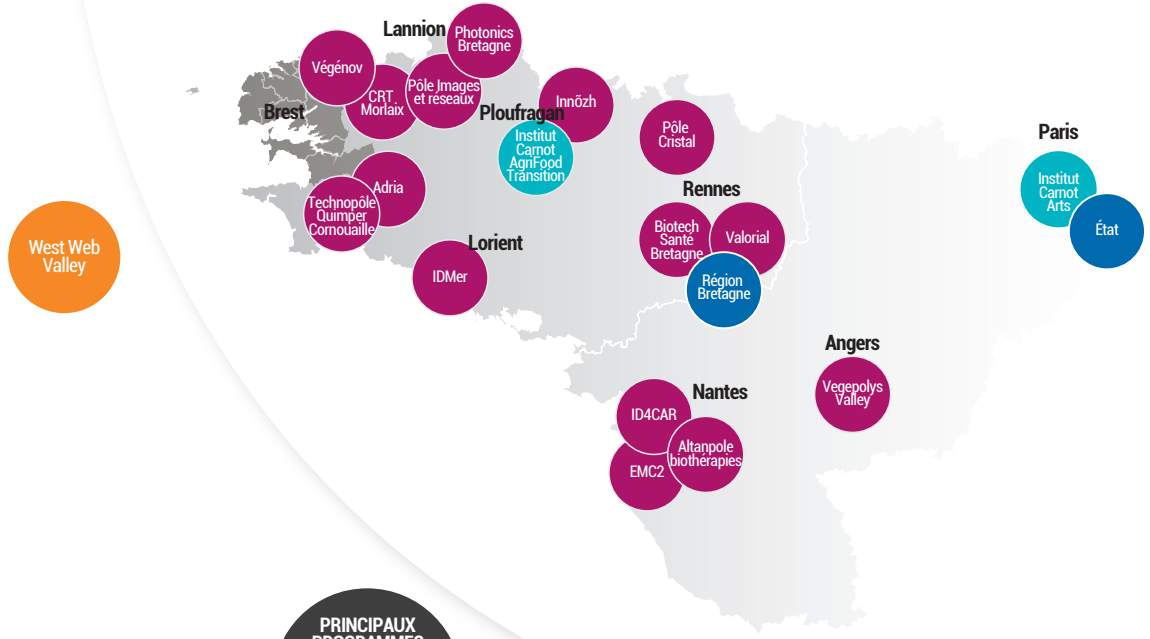 Lannion
Photonics
Bretagne
Végénov
CRT
Morlaix
Pôle Images
et réseaux
Brest
Ploufragan
Innõzh
Institut
Carnot
AgriFood
Transition
Pôle
Cristal
Paris
Institut
Carnot
Arts
État
Adria
Technopôle
Quimper
Cornouaille
Rennes
Biotech
Santé
Bretagne
Valorial
Région
Bretagne
West Web
Valley
Lorient
IDMer
Angers
Vegepolys
Valley
Nantes
ID4CAR
Altanpole
biothérapies
EMC2
PRINCIPAUX
PROGRAMMES